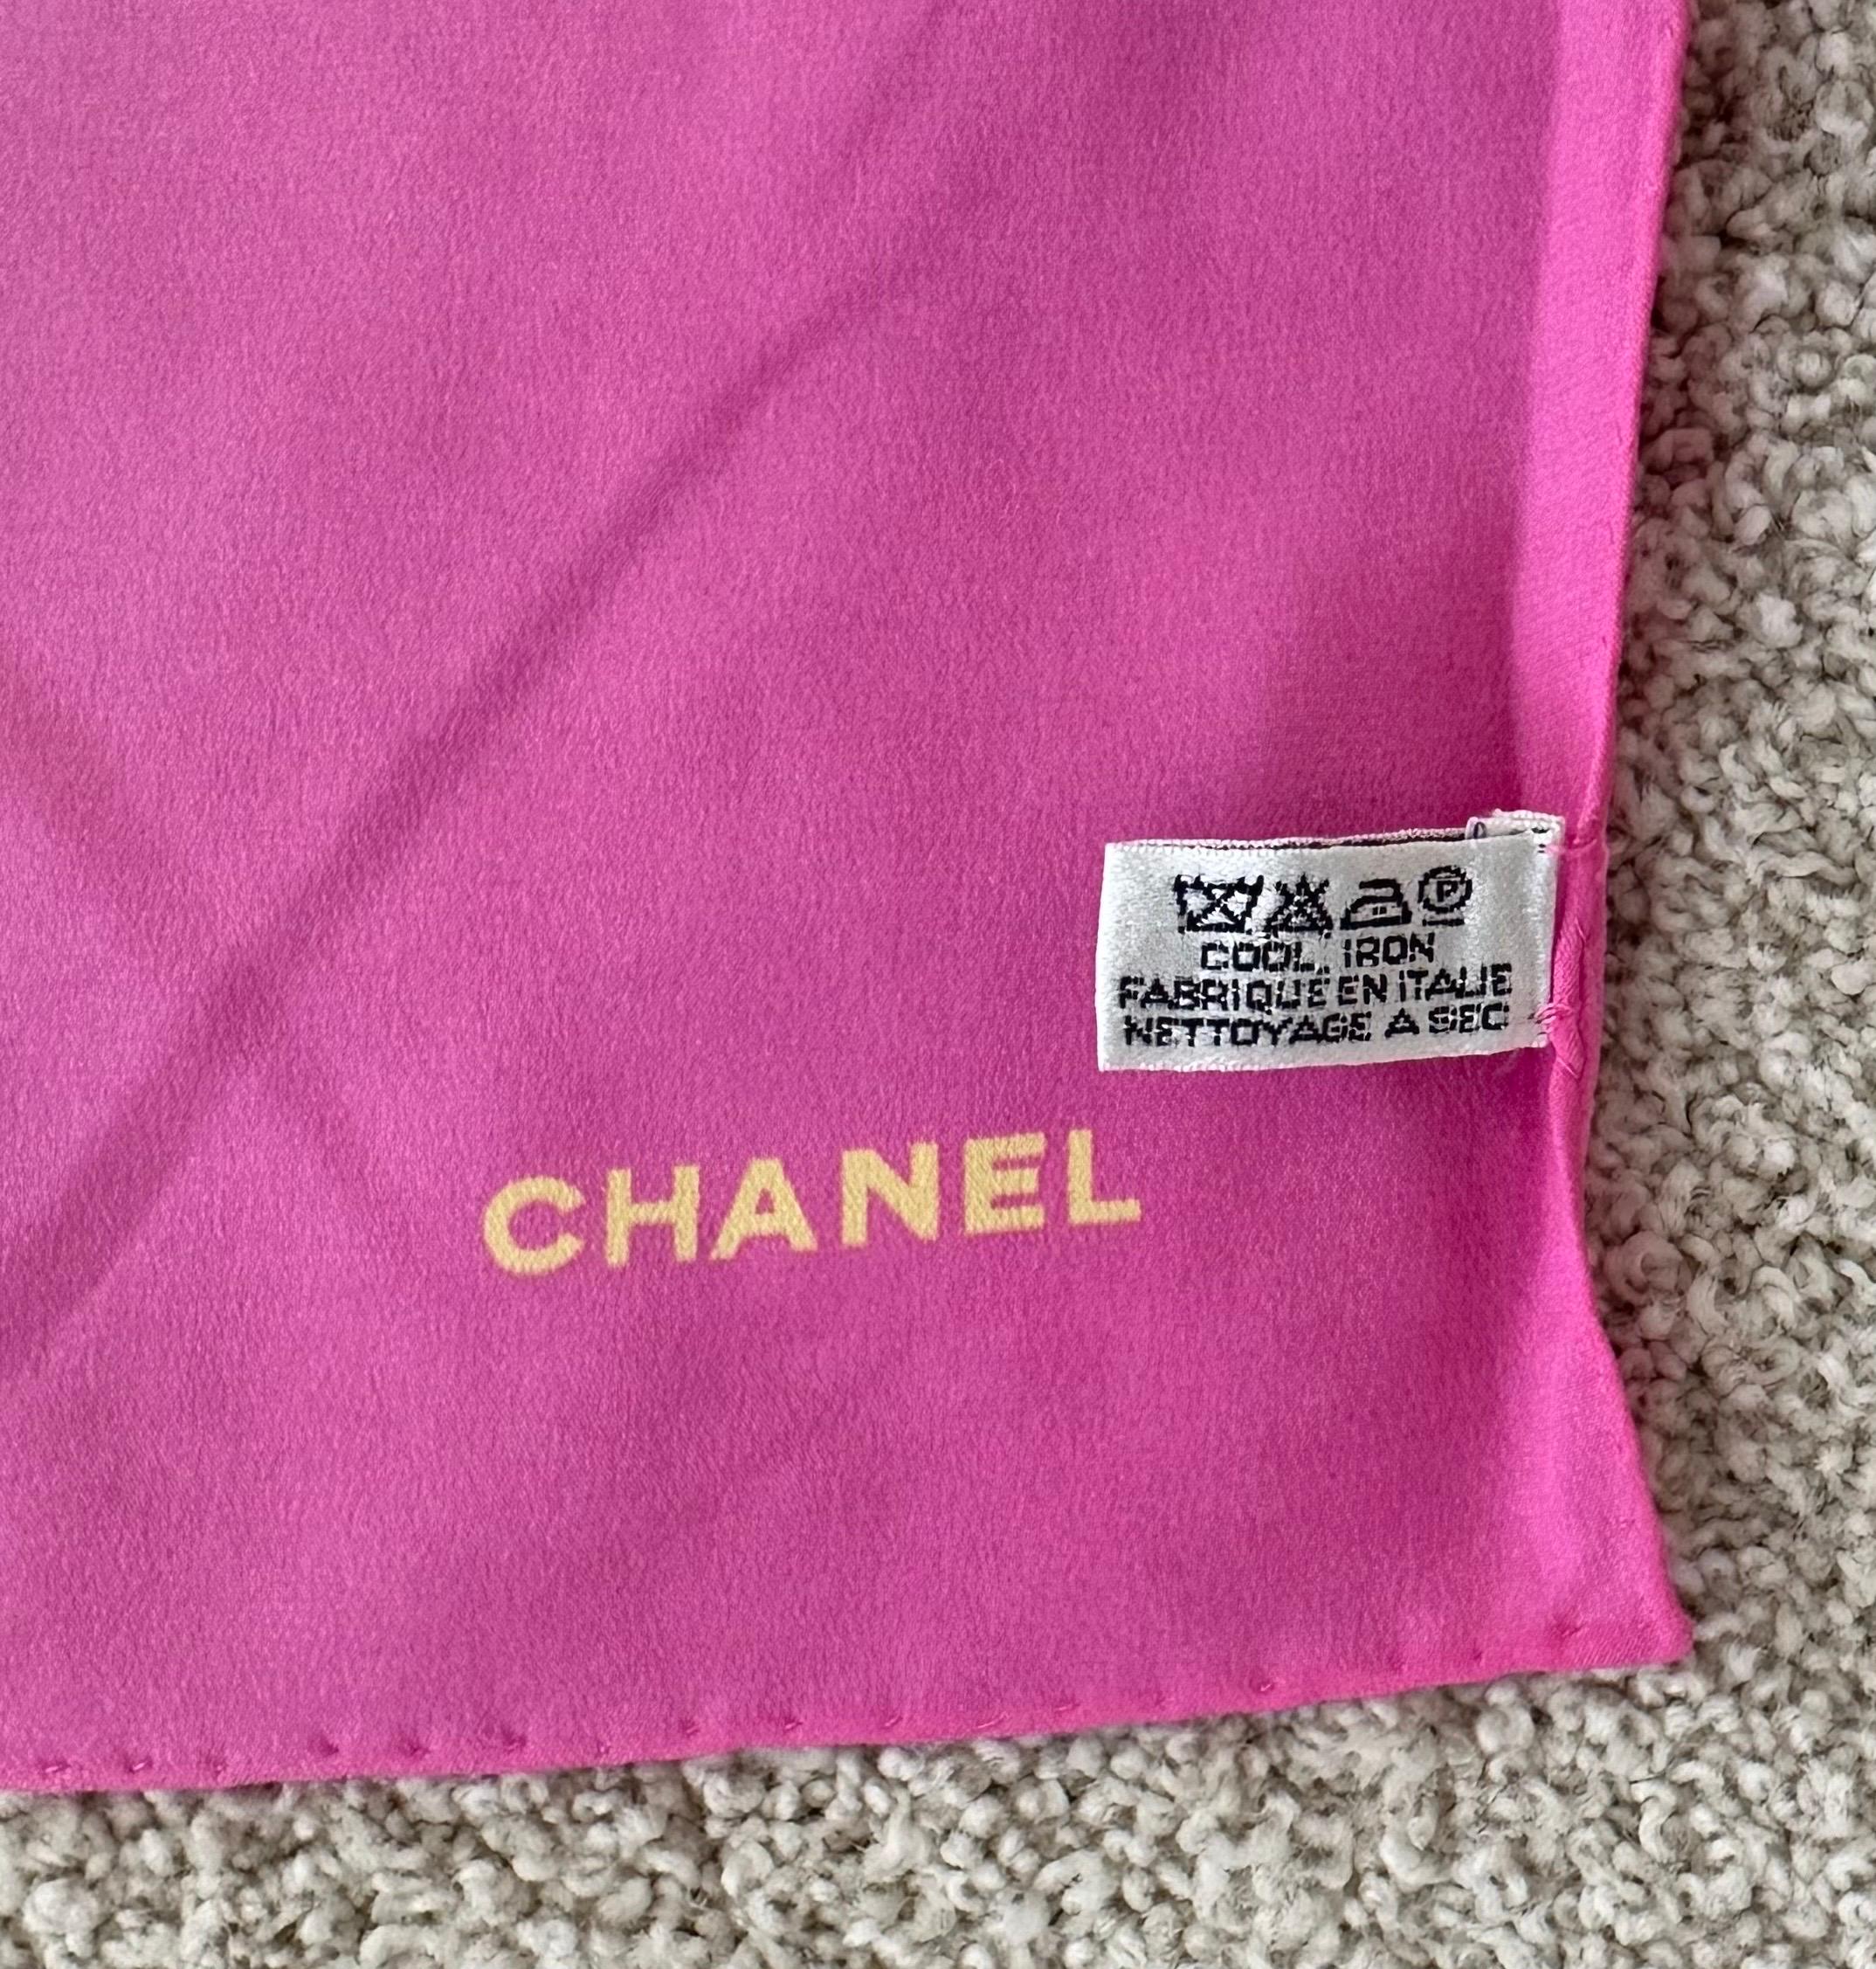 COOL IRON
FABRIQUE EN ITALIE
NETTOYAGE A SEC
CHANEL